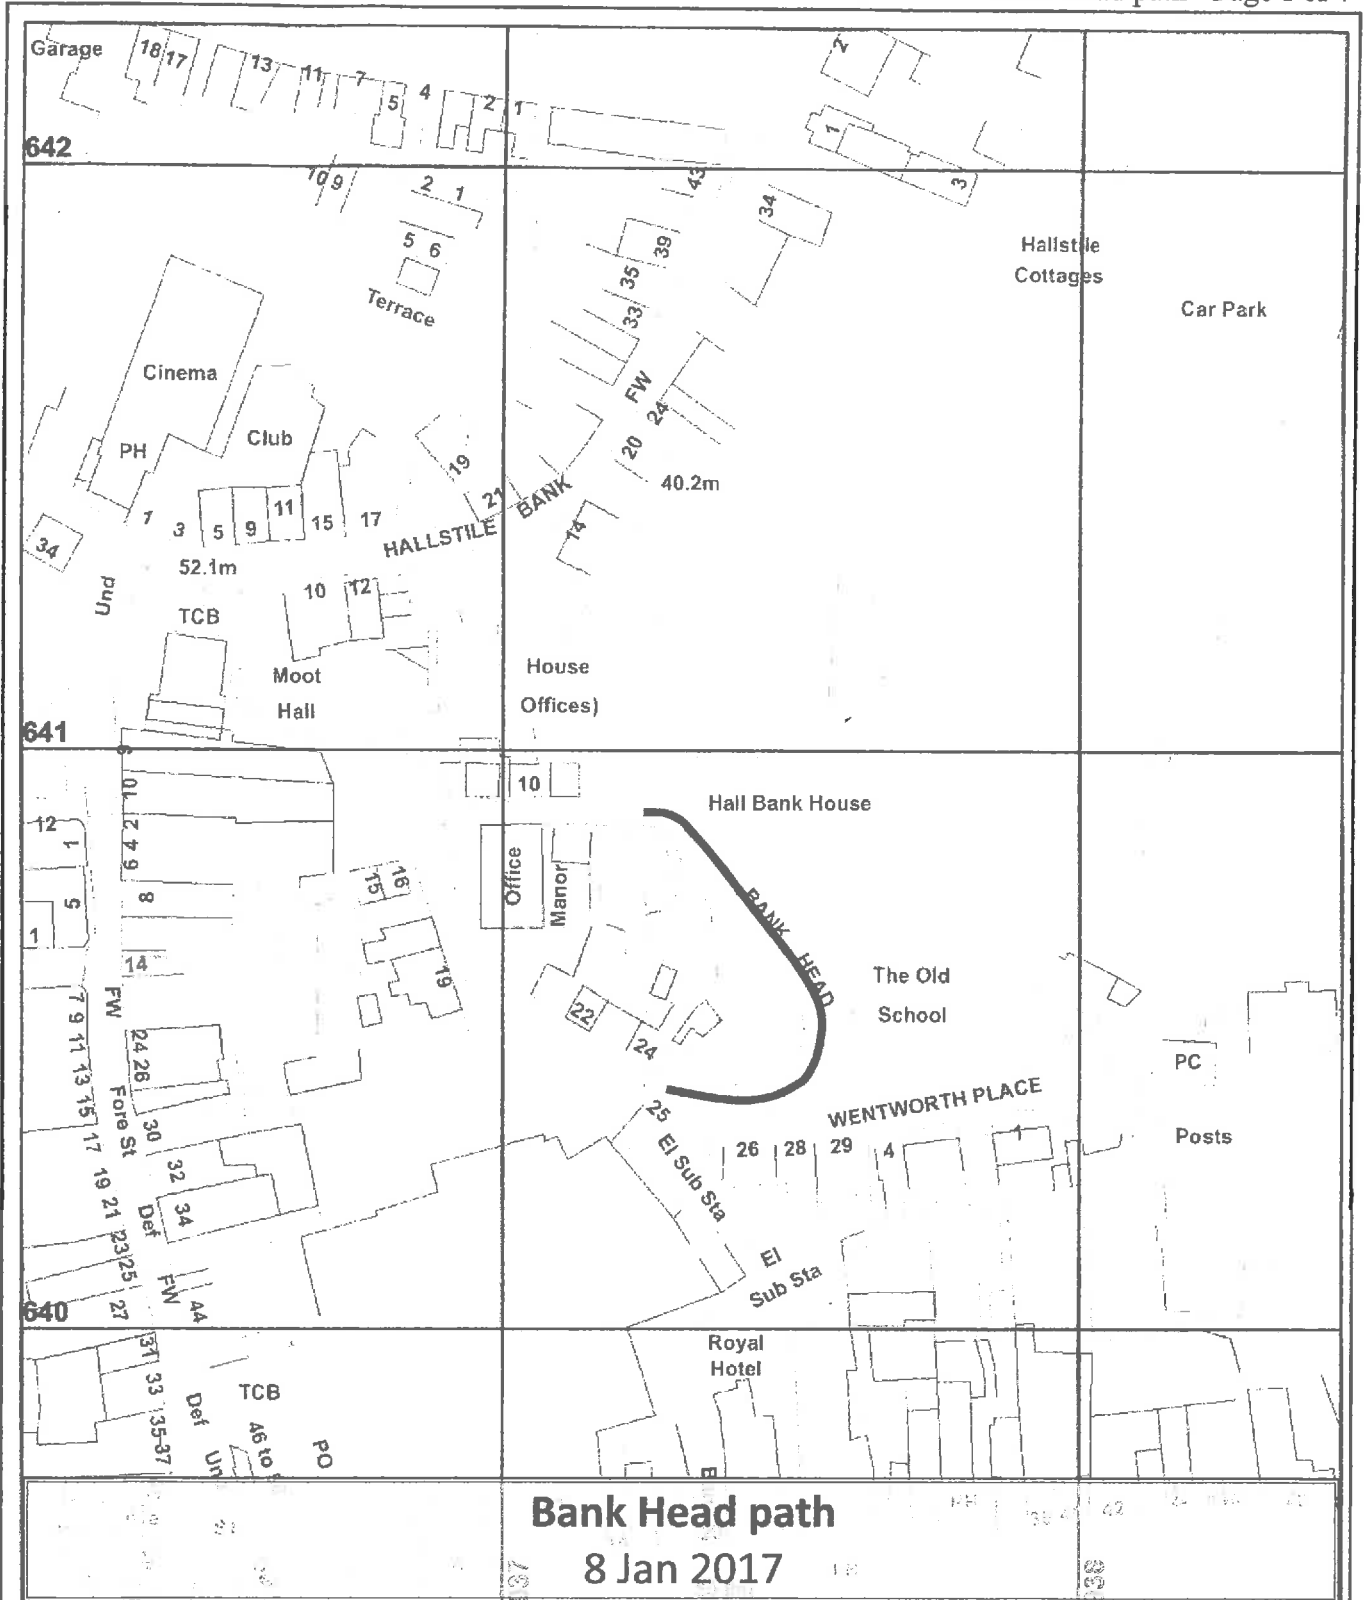 Garage
18
17
13
11
7
5
4
2
1
2
1
3
642
10
9
2
1
5
6
Terrace
43
34
39
35
33
Hallstile
Cottages
Car Park
Cinema
Club
PH
FW
24
20
40.2m
19
21
HALLSTILE BANK
14
1
3
5
9
11
15
17
34
52.1m
Und
TCB
10
12
Moot
Hall
House
Offices)
641
9
10
2
4
6
8
12
1
5
1
14
10
Hall Bank House
Office
Manor
15
16
19
BANK HEAD
22
24
25
The Old
School
WENTWORTH PLACE
PC
Posts
FW
7
9
11
13
15
17
19
21
23
25
27
24
26
Fore St
30
32
34
Def
FW
44
El Sub Sta
26
28
29
4
1
El
Sub Sta
640
31
33
35-37
Def
TCB
46 to
PO
Royal
Hotel
Bank Head path
8 Jan 2017